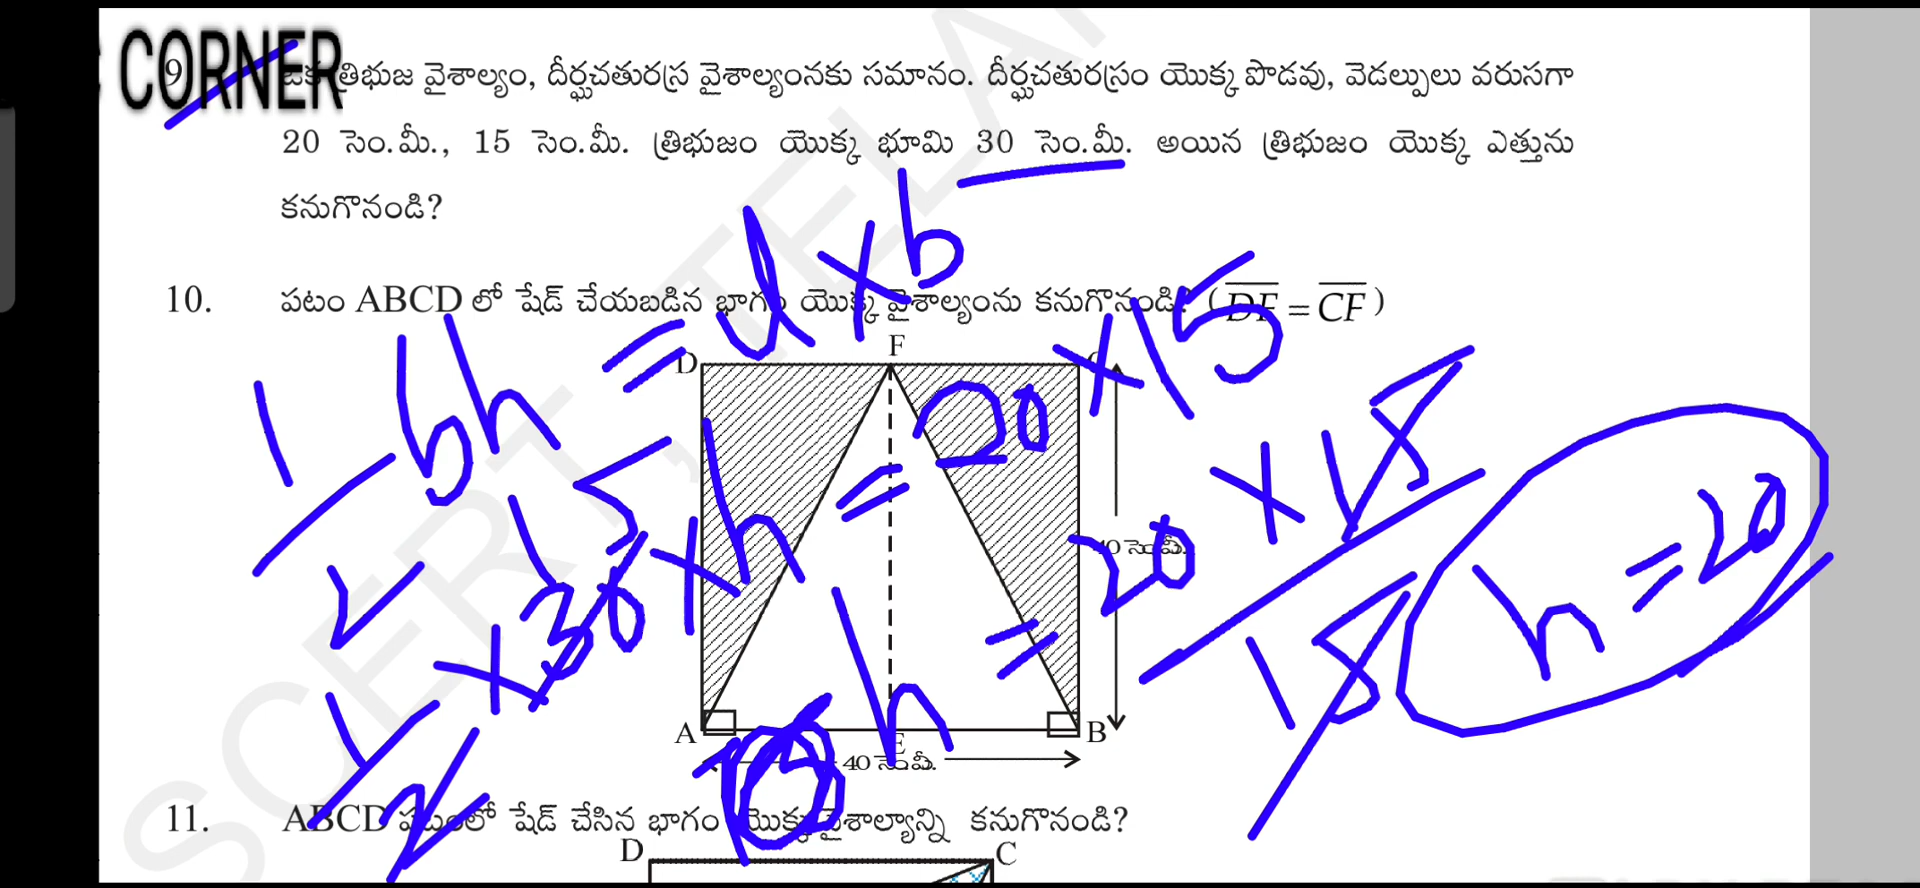 CORNER
9. ఒక త్రిభుజ వైశాల్యం, దీర్ఘచతురస్ర వైశాల్యంనకు సమానం. దీర్ఘచతురస్రం యొక్క పొడవు, వెడల్పులు వరుసగా
20 సెం.మీ., 15 సెం.మీ. త్రిభుజం యొక్క భూమి 30 సెం.మీ. అయిన త్రిభుజం యొక్క ఎత్తును
కనుగొనండి?
10. పటం ABCD లో షేడ్ చేయబడిన భాగం యొక్క వైశాల్యంను కనుగొనండి? (DF = CF)
D F C
1/2 bh = l x b
1/2 x 30 x h = 20 x 15
40 సెం.మీ.
15 h = 20 x 15 / 15
h = 20
A E B
40 సెం.మీ.
11. ABCD పటంలో షేడ్ చేసిన భాగం యొక్క వైశాల్యాన్ని కనుగొనండి?
D C
SCERT, TELA